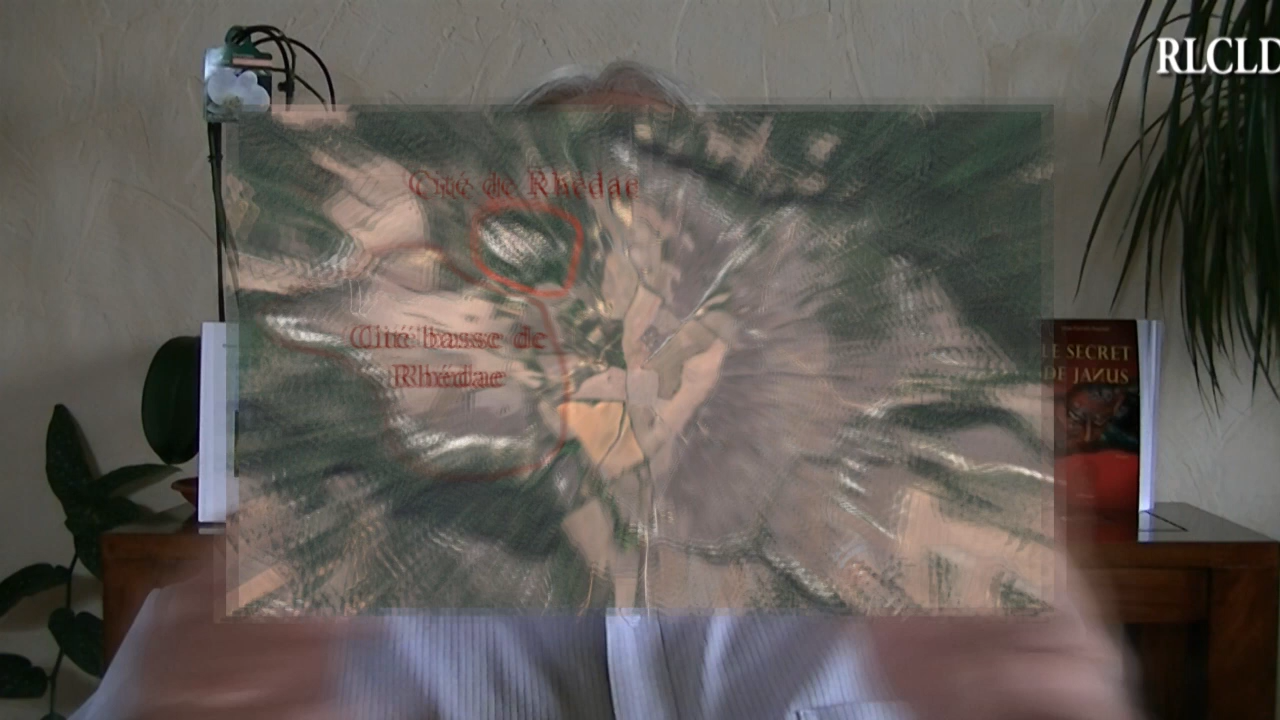 RLCLD
Cité de Rhédae
Cité basse de
Rhédae
LE SECRET
DE JANUS